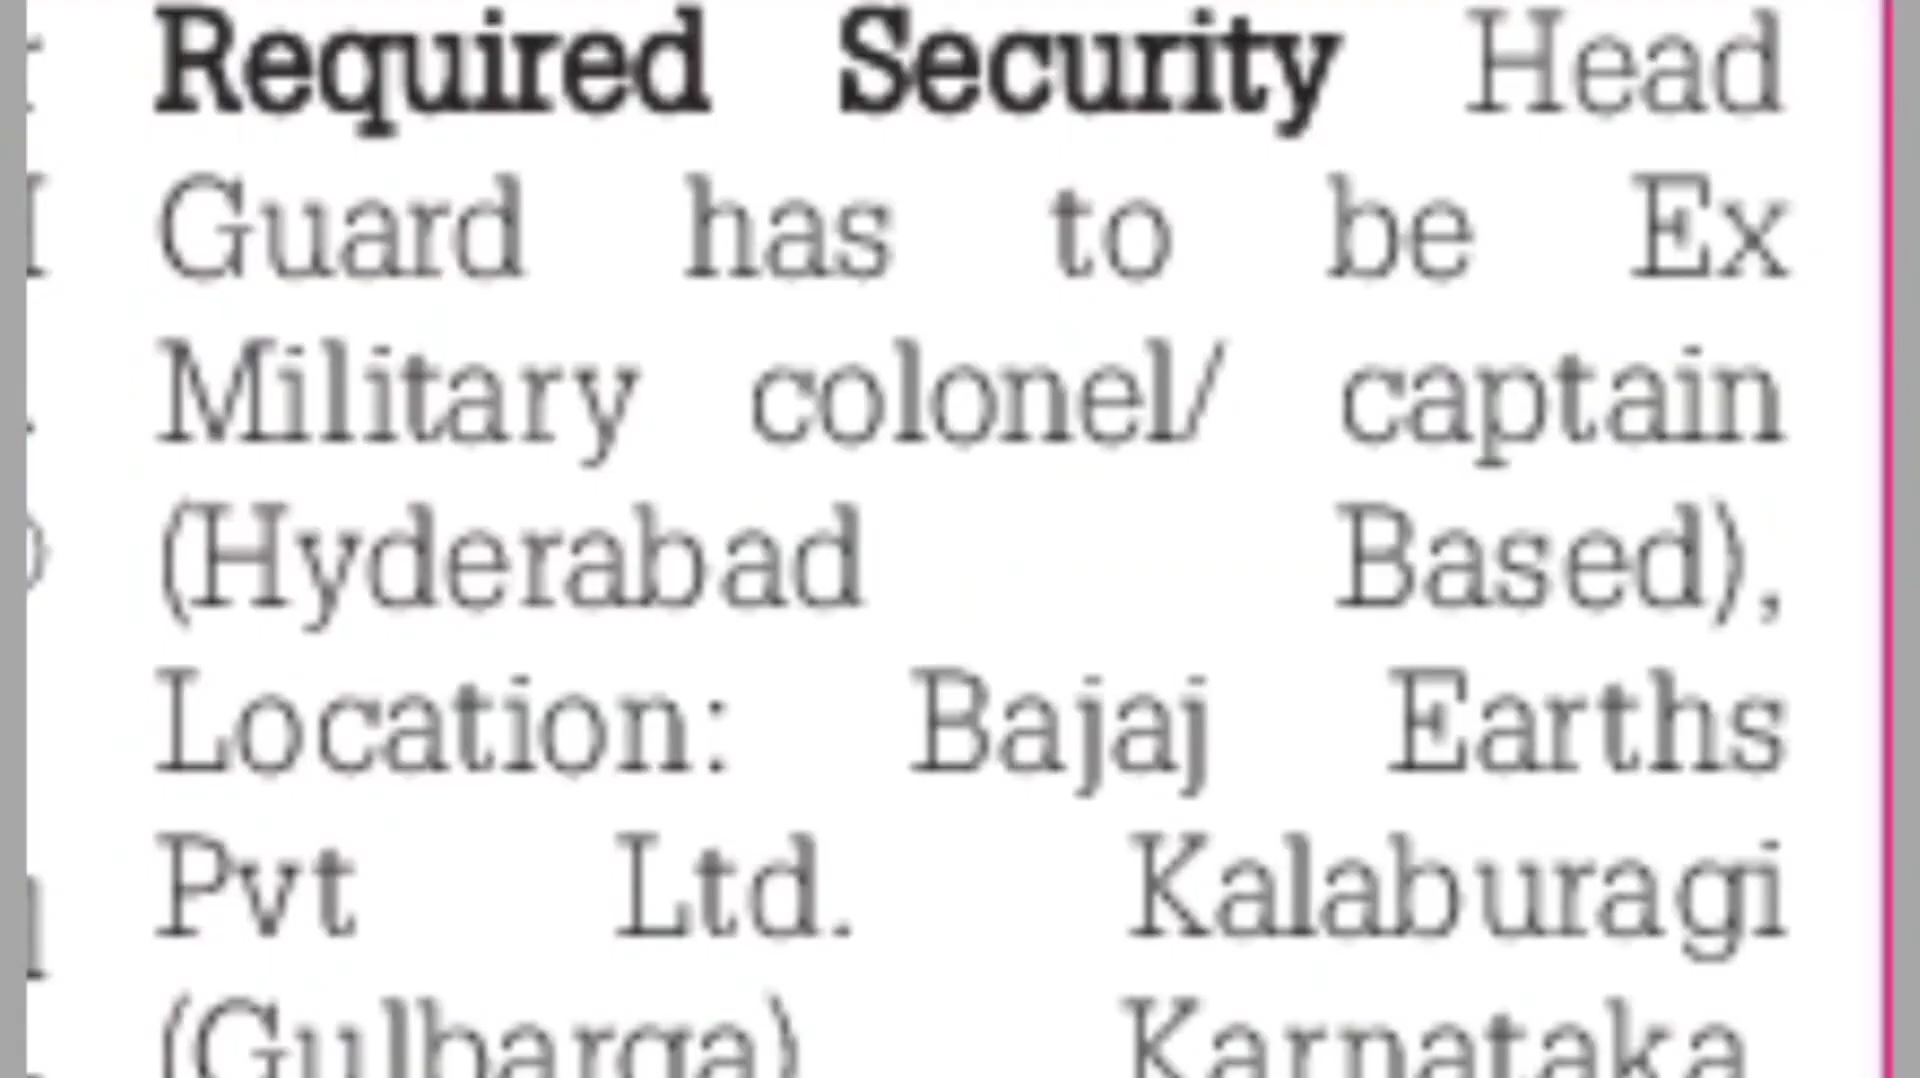 Required Security Head
Guard has to be Ex
Military colonel/ captain
(Hyderabad Based),
Location: Bajaj Earths
Pvt Ltd. Kalaburagi
(Gulbarga) Karnataka